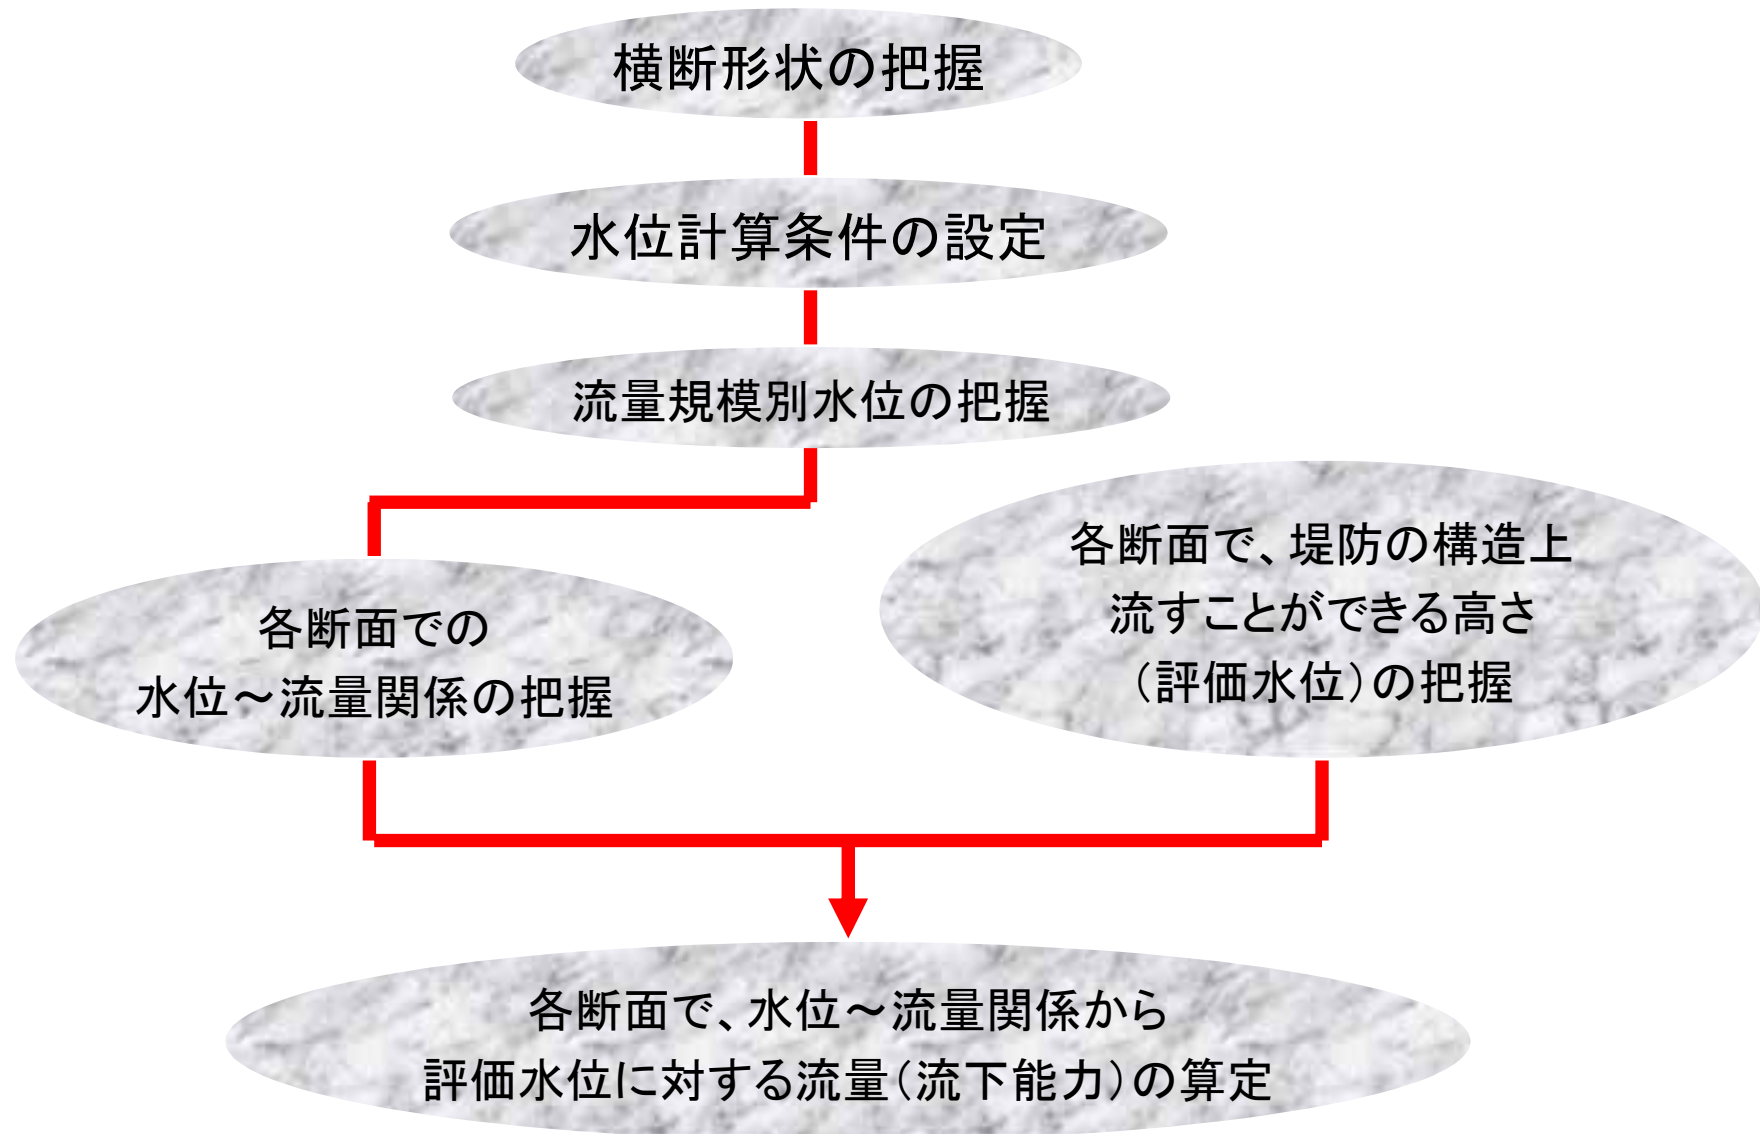 横断形状の把握
水位計算条件の設定
流量規模別水位の把握
各断面での
水位～流量関係の把握
各断面で、堤防の構造上
流すことができる高さ
（評価水位）の把握
各断面で、水位～流量関係から
評価水位に対する流量（流下能力）の算定